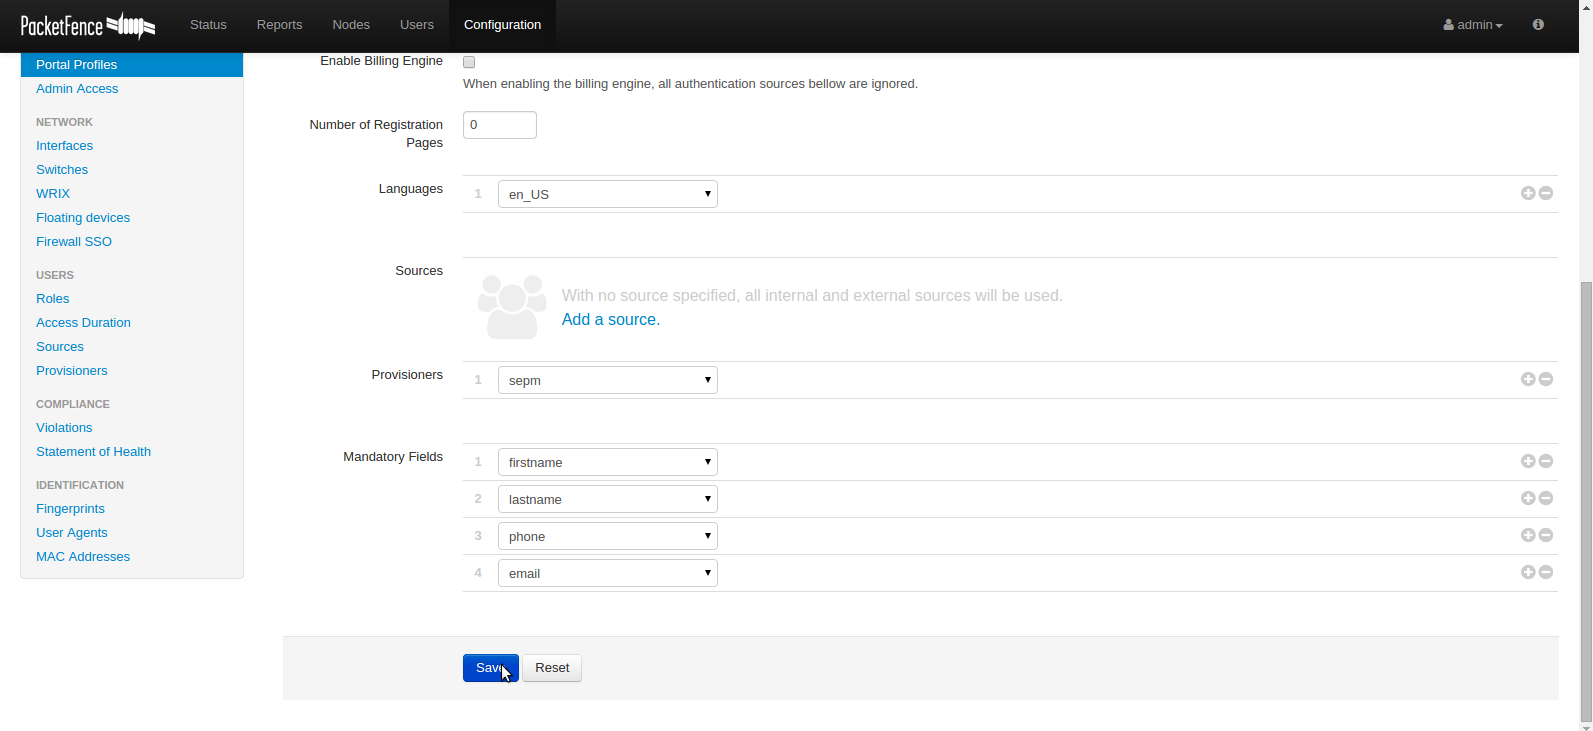 PacketFence
Status Reports Nodes Users Configuration admin
Portal Profiles
Admin Access
NETWORK
Interfaces
Switches
WRIX
Floating devices
Firewall SSO
USERS
Roles
Access Duration
Sources
Provisioners
COMPLIANCE
Violations
Statement of Health
IDENTIFICATION
Fingerprints
User Agents
MAC Addresses
Enable Billing Engine
When enabling the billing engine, all authentication sources bellow are ignored.
Number of Registration
Pages
0
Languages
1 en_US
Sources
With no source specified, all internal and external sources will be used.
Add a source.
Provisioners
1 sepm
Mandatory Fields
1 firstname
2 lastname
3 phone
4 email
Save Reset